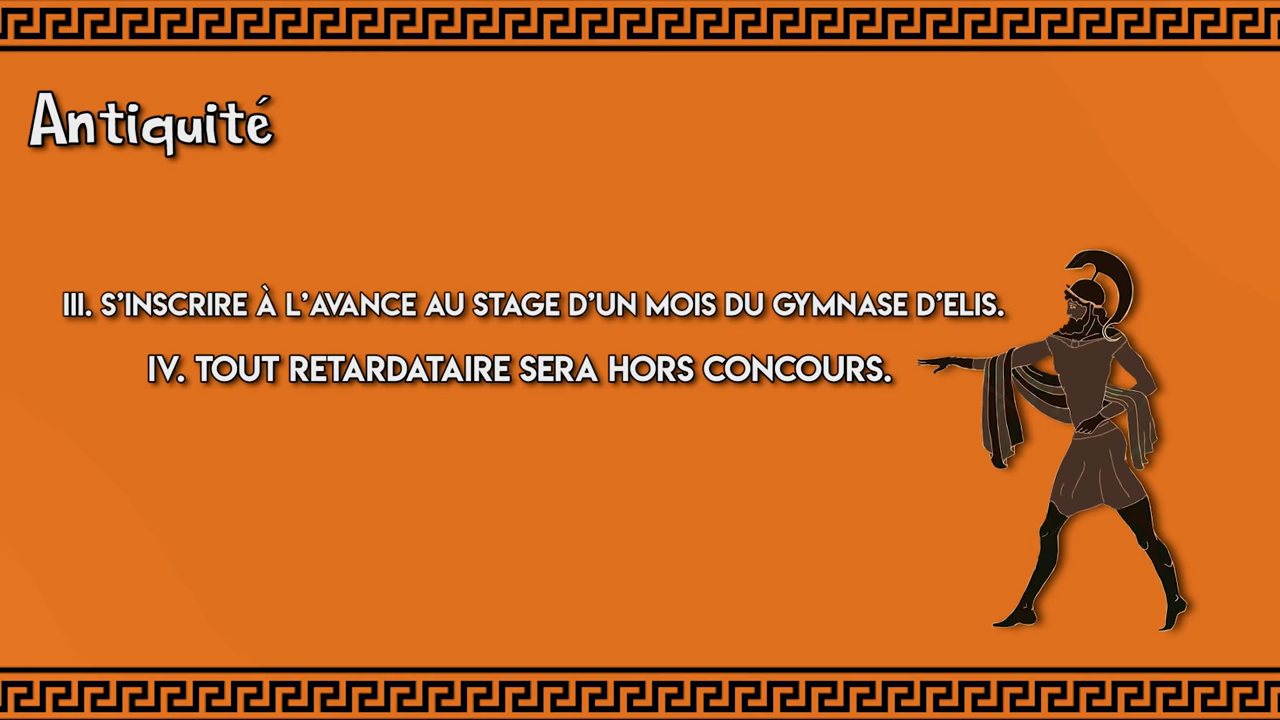 Antiquité
III. S'INSCRIRE À L'AVANCE AU STAGE D'UN MOIS DU GYMNASE D'ELIS.
IV. TOUT RETARDATAIRE SERA HORS CONCOURS.